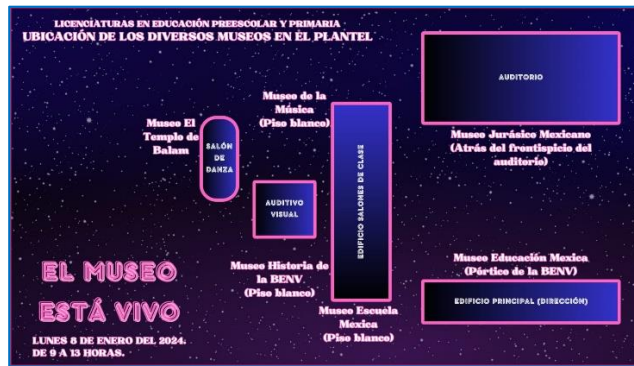 LICENCIATURAS EN EDUCACIÓN PREESCOLAR Y PRIMARIA
UBICACIÓN DE LOS DIVERSOS MUSEOS EN EL PLANTEL
AUDITORIO
Museo Jurásico Mexicano
(Atrás del frontispicio del
auditorio)
Museo de la
Música
(Piso blanco)
Museo El
Templo de
Balam
SALÓN
DE
DANZA
AUDITIVO
VISUAL
EDIFICIO SALONES DE CLASE
Museo Historia de
la BENV
(Piso blanco)
Museo Escuela
Mexica
(Piso blanco)
Museo Educación Mexica
(Pórtico de la BENV)
EDIFICIO PRINCIPAL (DIRECCIÓN)
EL MUSEO
ESTÁ VIVO
LUNES 8 DE ENERO DEL 2024.
DE 9 A 13 HORAS.